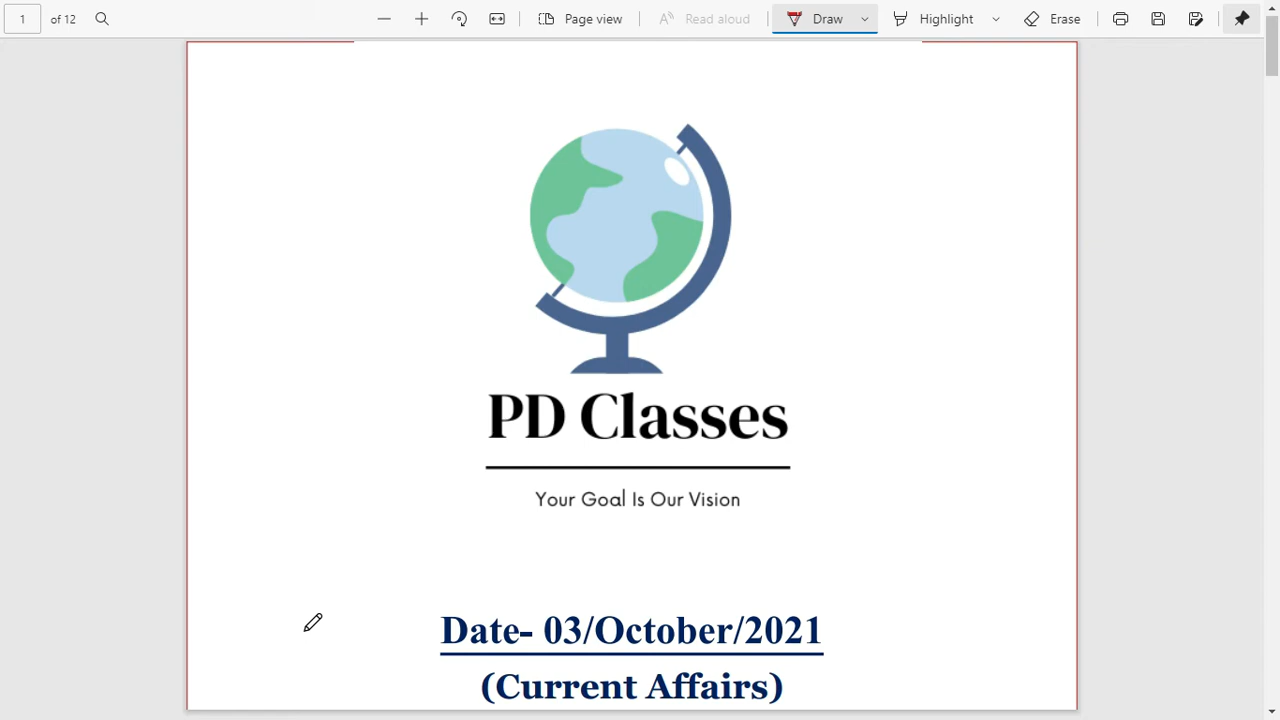 1 of 12 Page view Read aloud Draw Highlight Erase
PD Classes
Your Goal Is Our Vision
Date- 03/October/2021
(Current Affairs)